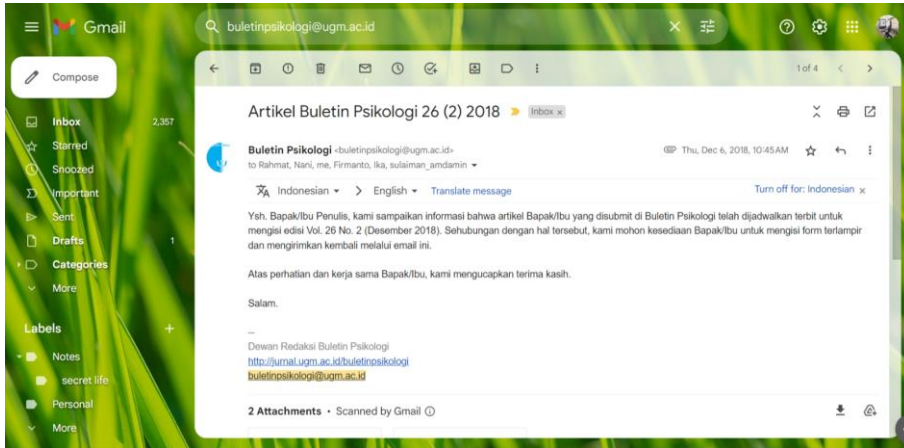 Gmail
buletinpsikologi@ugm.ac.id
Compose
1 of 4
Inbox 2,357
Starred
Snoozed
Important
Sent
Drafts 1
Categories
More
Labels +
Notes
secret life
Personal
More
Artikel Buletin Psikologi 26 (2) 2018 Inbox x
Buletin Psikologi <buletinpsikologi@ugm.ac.id> Thu, Dec 6, 2018, 10:45 AM
to Rahmat, Nani, me, Firmanto, Ika, sulaiman_amdamin
Indonesian > English Translate message Turn off for: Indonesian x
Ysh. Bapak/Ibu Penulis, kami sampaikan informasi bahwa artikel Bapak/Ibu yang disubmit di Buletin Psikologi telah dijadwalkan terbit untuk
mengisi edisi Vol. 26 No. 2 (Desember 2018). Sehubungan dengan hal tersebut, kami mohon kesediaan Bapak/Ibu untuk mengisi form terlampir
dan mengirimkan kembali melalui email ini.
Atas perhatian dan kerja sama Bapak/Ibu, kami mengucapkan terima kasih.
Salam.
--
Dewan Redaksi Buletin Psikologi
http://jurnal.ugm.ac.id/buletinpsikologi
buletinpsikologi@ugm.ac.id
2 Attachments • Scanned by Gmail